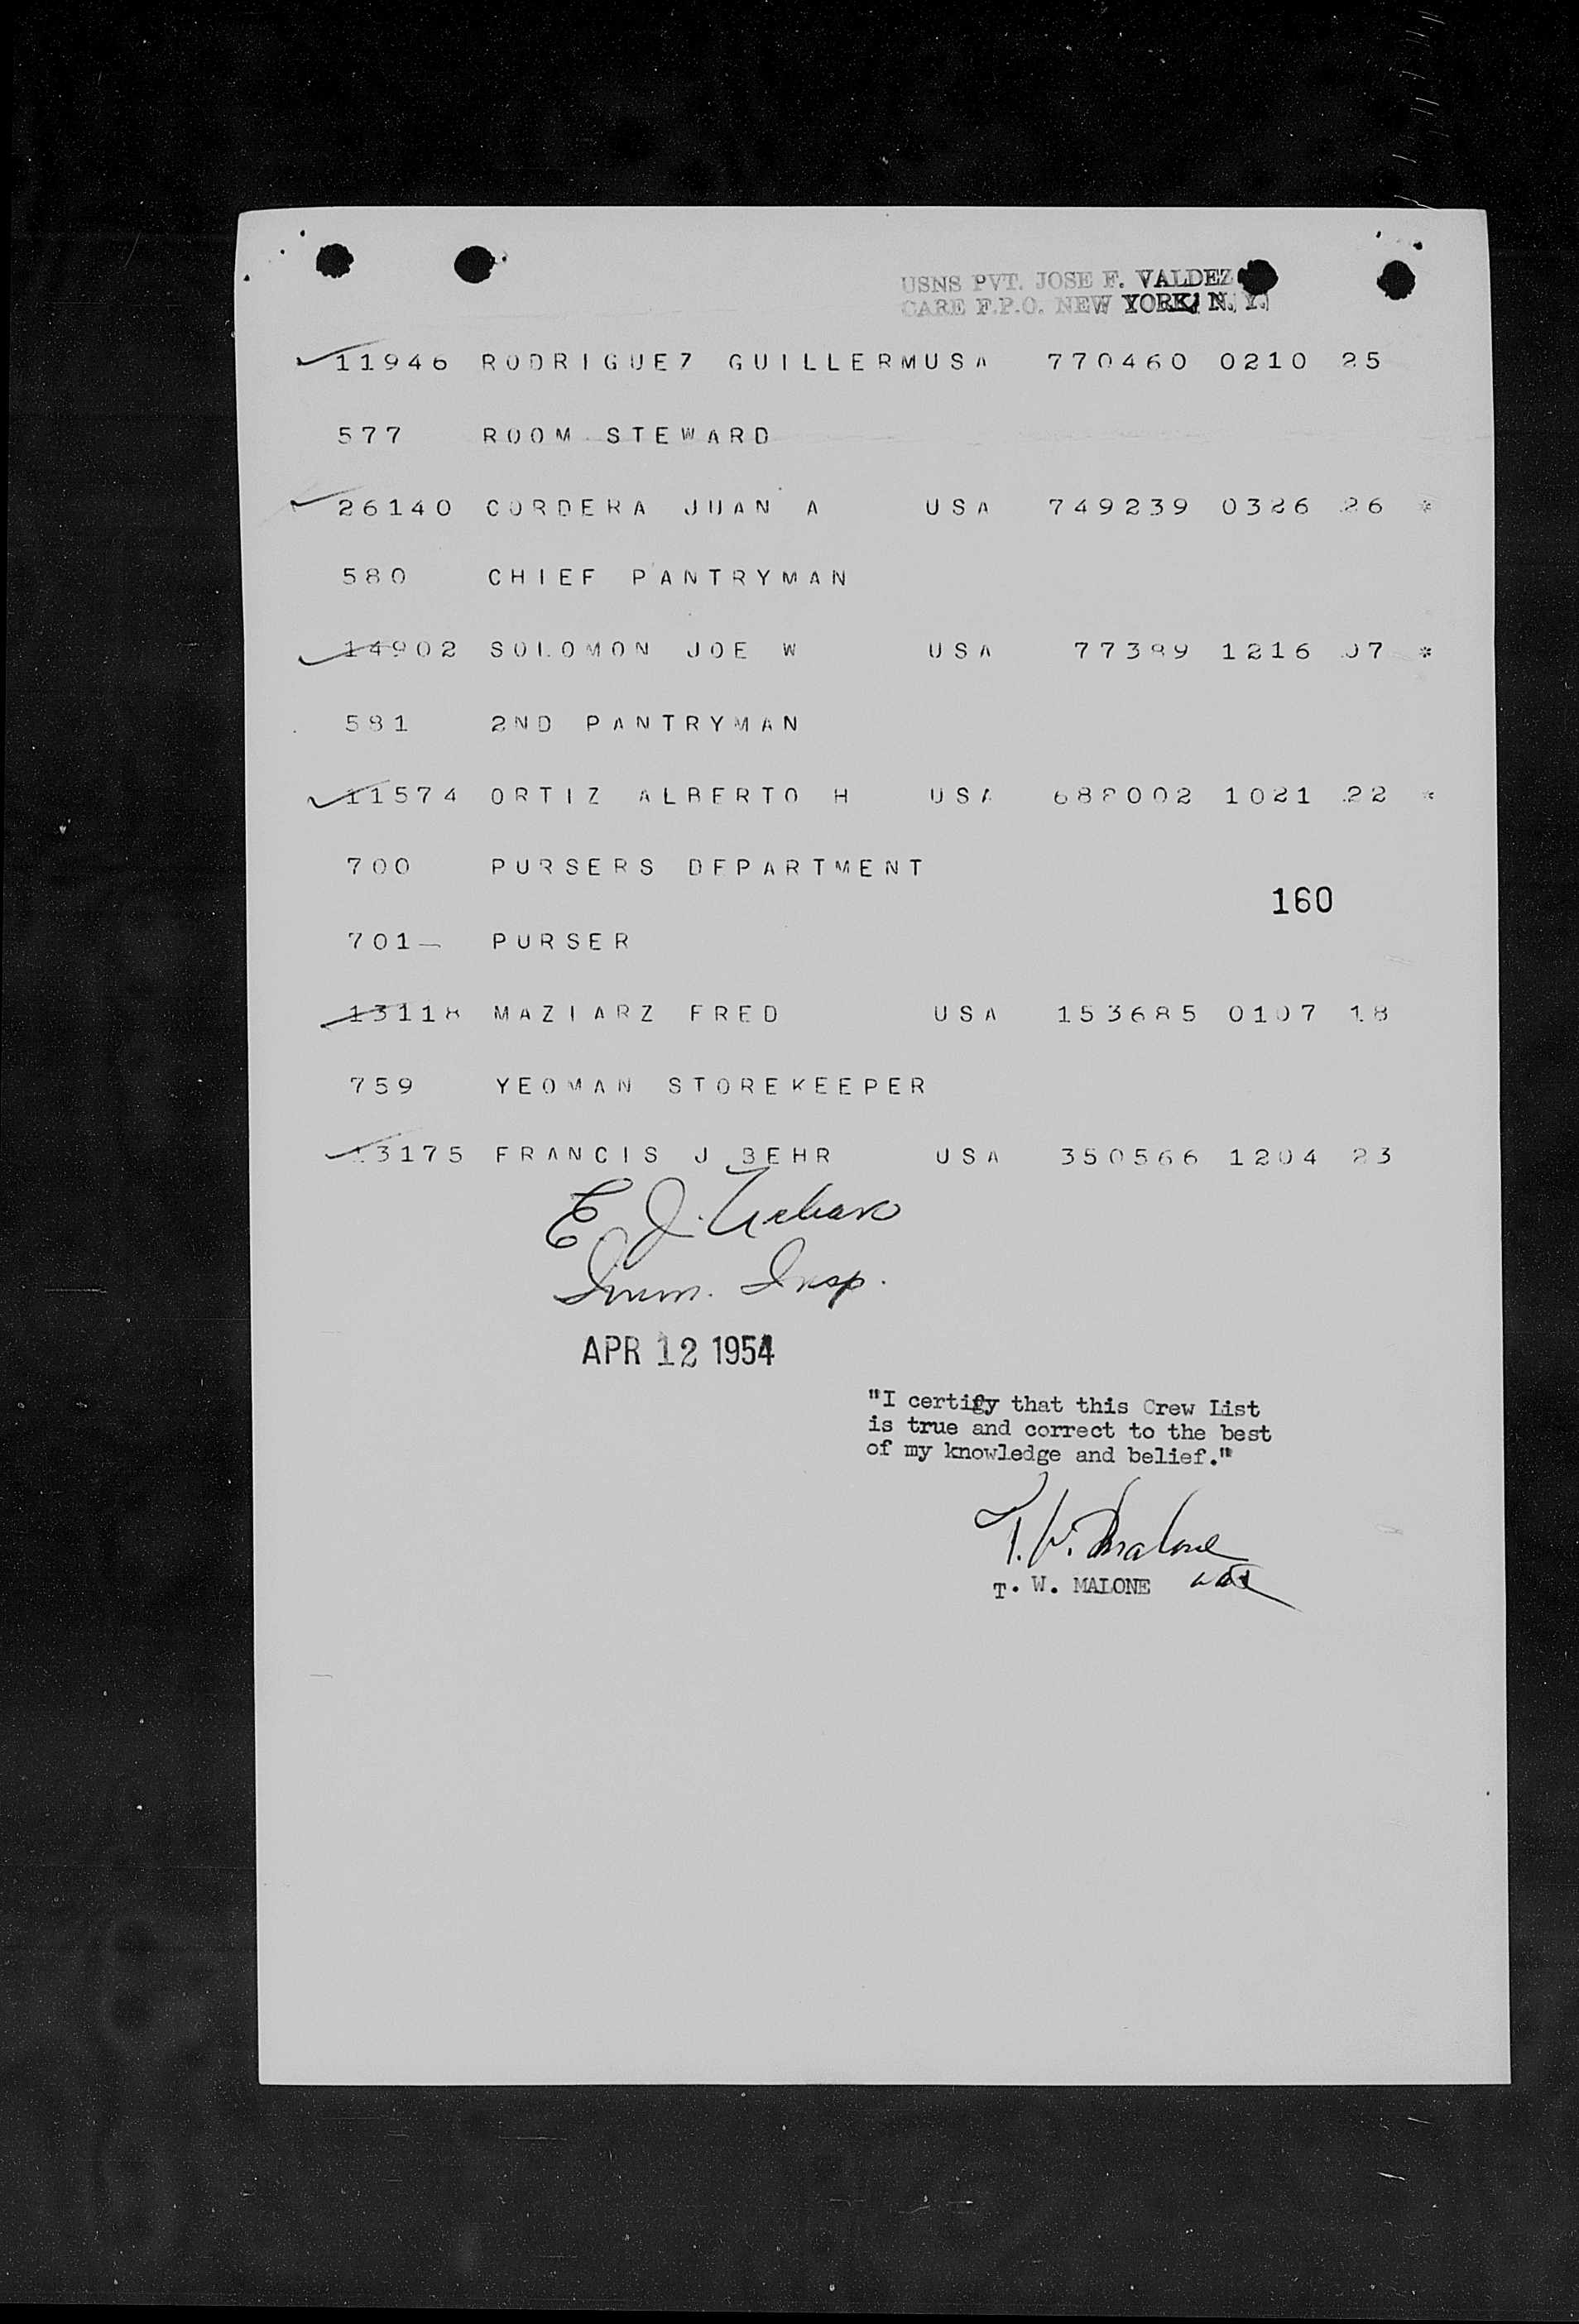 USNS PVT. JOSE F. VALDEZ
CARE F.P.O. NEW YORK, N. Y.
11946 RODRIGUEZ GUILLERMUSA 770460 0210 25
577 ROOM STEWARD
26140 CORDERA JUAN A USA 749239 0326 26 *
580 CHIEF PANTRYMAN
14902 SOLOMON JOE W USA 77399 1216 07 *
581 2ND PANTRYMAN
11574 ORTIZ ALBERTO H USA 688002 1021 22 *
700 PURSERS DEPARTMENT
160
701 — PURSER
13118 MAZIARZ FRED USA 153685 0107 18
759 YEOMAN STOREKEEPER
13175 FRANCIS J BEHR USA 350566 1204 23
E. J.
Imm. Insp.
APR 12 1954
"I certify that this Crew List
is true and correct to the best
of my knowledge and belief."
T. W. Malone
T. W. MALONE